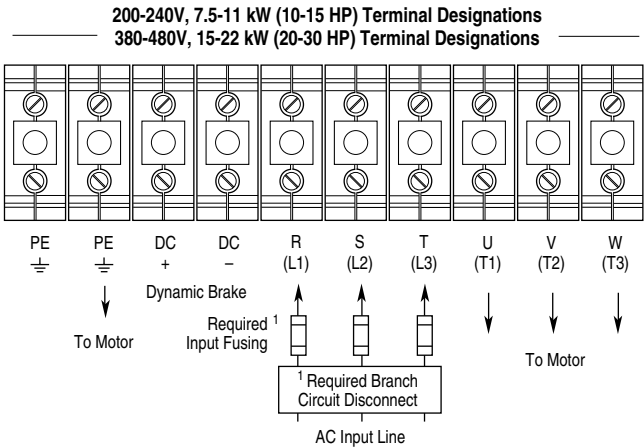 200-240V, 7.5-11 kW (10-15 HP) Terminal Designations
380-480V, 15-22 kW (20-30 HP) Terminal Designations
PE PE DC DC R S T U V W
+ – (L1) (L2) (L3) (T1) (T2) (T3)
Dynamic Brake
To Motor
Required 1
Input Fusing
To Motor
1 Required Branch
Circuit Disconnect
AC Input Line